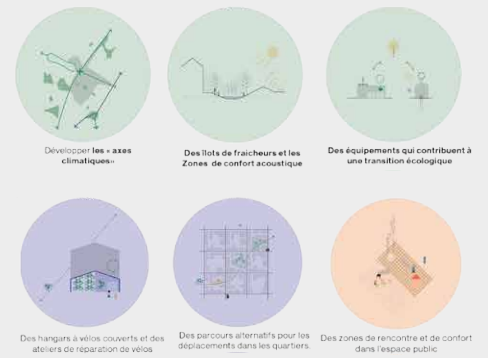 Développer les « axes
climatiques»
Des îlots de fraicheurs et les
Zones de confort acoustique
Des équipements qui contribuent à
une transition écologique
Des hangars à vélos couverts et des
ateliers de réparation de vélos
Des parcours alternatifs pour les
déplacements dans les quartiers.
Des zones de rencontre et de confort
dans l'espace public